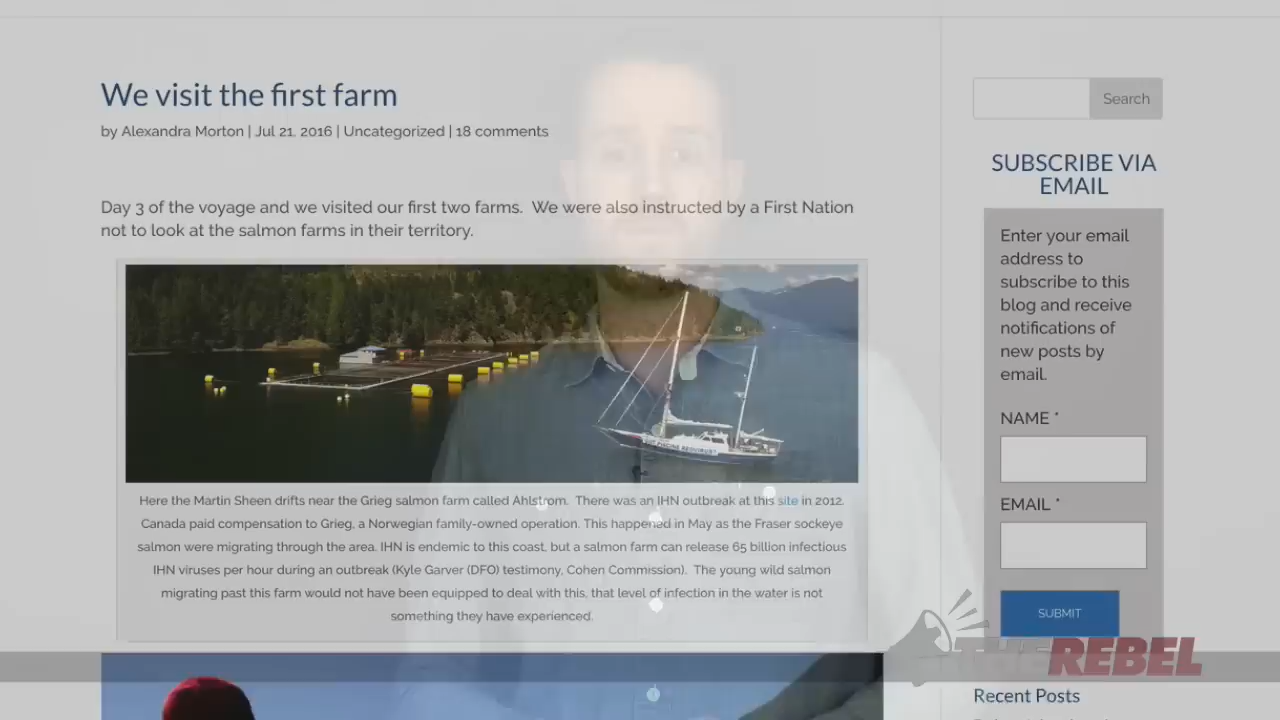 We visit the first farm
by Alexandra Morton | Jul 21, 2016 | Uncategorized | 18 comments
Day 3 of the voyage and we visited our first two farms. We were also instructed by a First Nation
not to look at the salmon farms in their territory.
Here the Martin Sheen drifts near the Grieg salmon farm called Ahlstrom. There was an IHN outbreak at this site in 2012.
Canada paid compensation to Grieg, a Norwegian family-owned operation. This happened in May as the Fraser sockeye
salmon were migrating through the area. IHN is endemic to this coast, but a salmon farm can release 65 billion infectious
IHN viruses per hour during an outbreak (Kyle Garver (DFO) testimony, Cohen Commission). The young wild salmon
migrating past this farm would not have been equipped to deal with this, that level of infection in the water is not
something they have experienced.
Search
SUBSCRIBE VIA
EMAIL
Enter your email
address to
subscribe to this
blog and receive
notifications of
new posts by
email.
NAME *
EMAIL *
SUBMIT
THE REBEL
Recent Posts